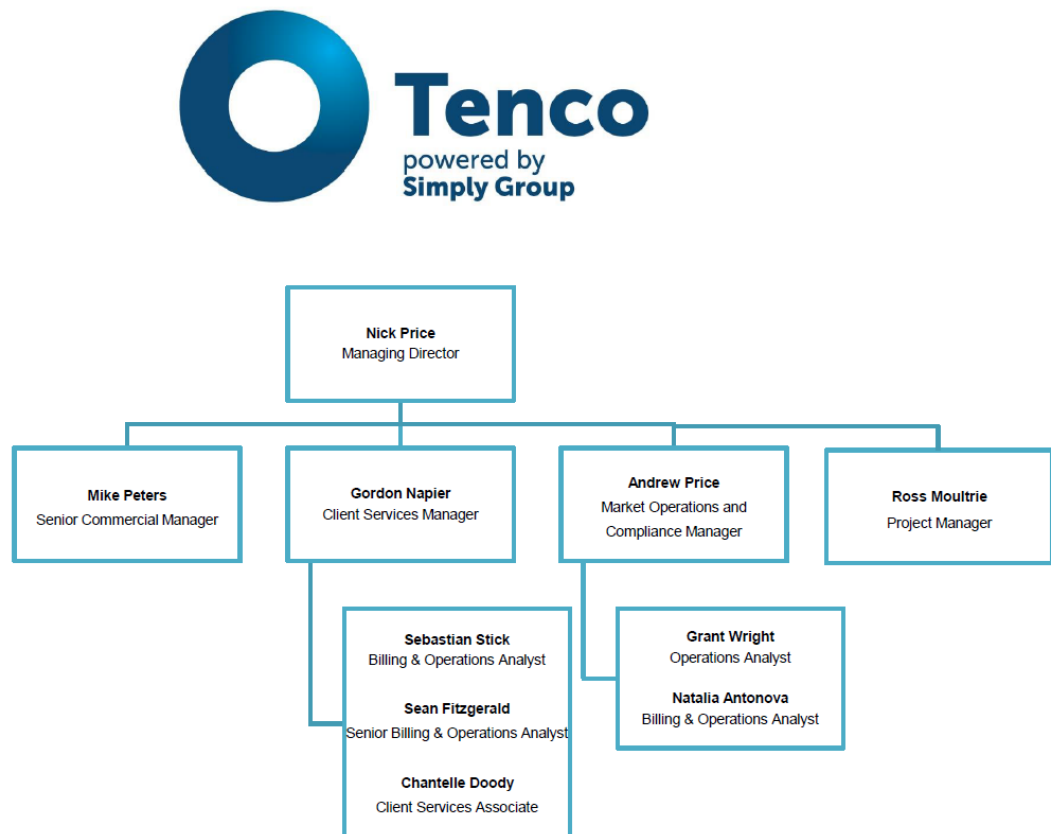 Tenco
powered by
Simply Group
Nick Price
Managing Director
Mike Peters
Senior Commercial Manager
Gordon Napier
Client Services Manager
Andrew Price
Market Operations and
Compliance Manager
Ross Moultrie
Project Manager
Sebastian Stick
Billing & Operations Analyst
Sean Fitzgerald
Senior Billing & Operations Analyst
Chantelle Doody
Client Services Associate
Grant Wright
Operations Analyst
Natalia Antonova
Billing & Operations Analyst